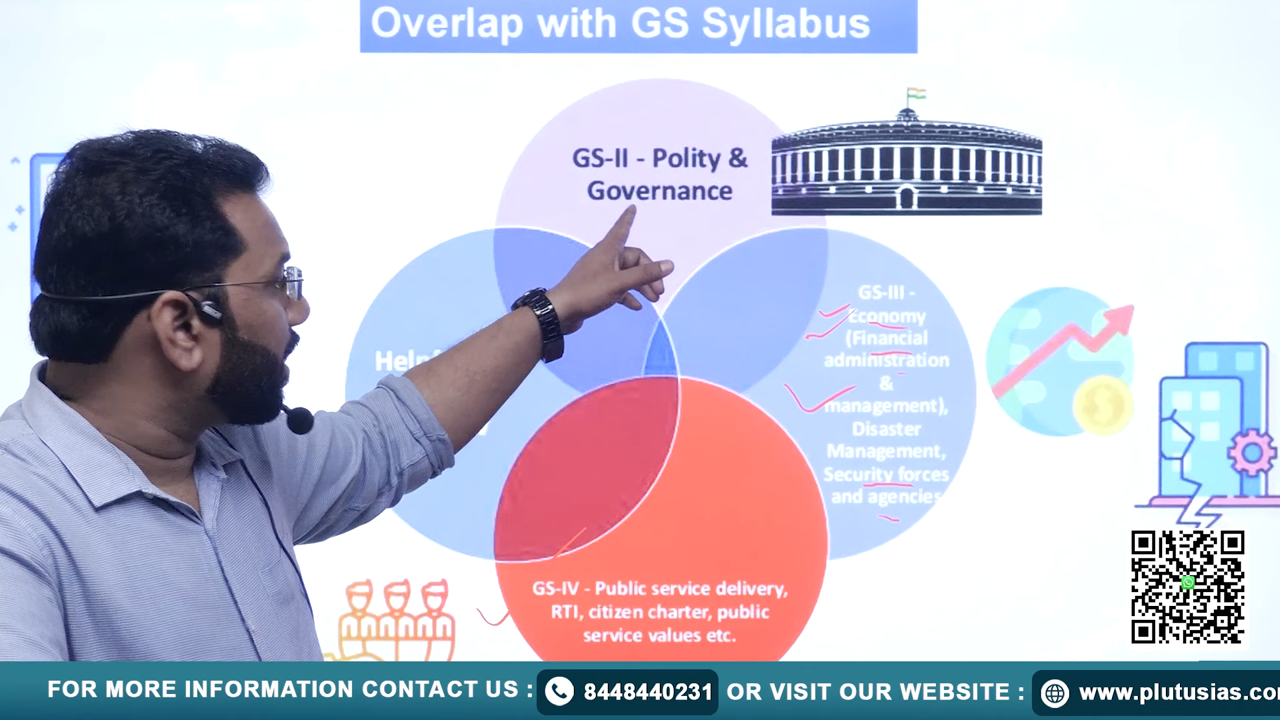 Overlap with GS Syllabus
GS-II - Polity &
Governance
GS-III -
Economy
(Financial
administration
&
management),
Disaster
Management,
Security forces
and agencies
GS-IV - Public service delivery,
RTI, citizen charter, public
service values etc.
FOR MORE INFORMATION CONTACT US : 8448440231 OR VISIT OUR WEBSITE : www.plutusias.co